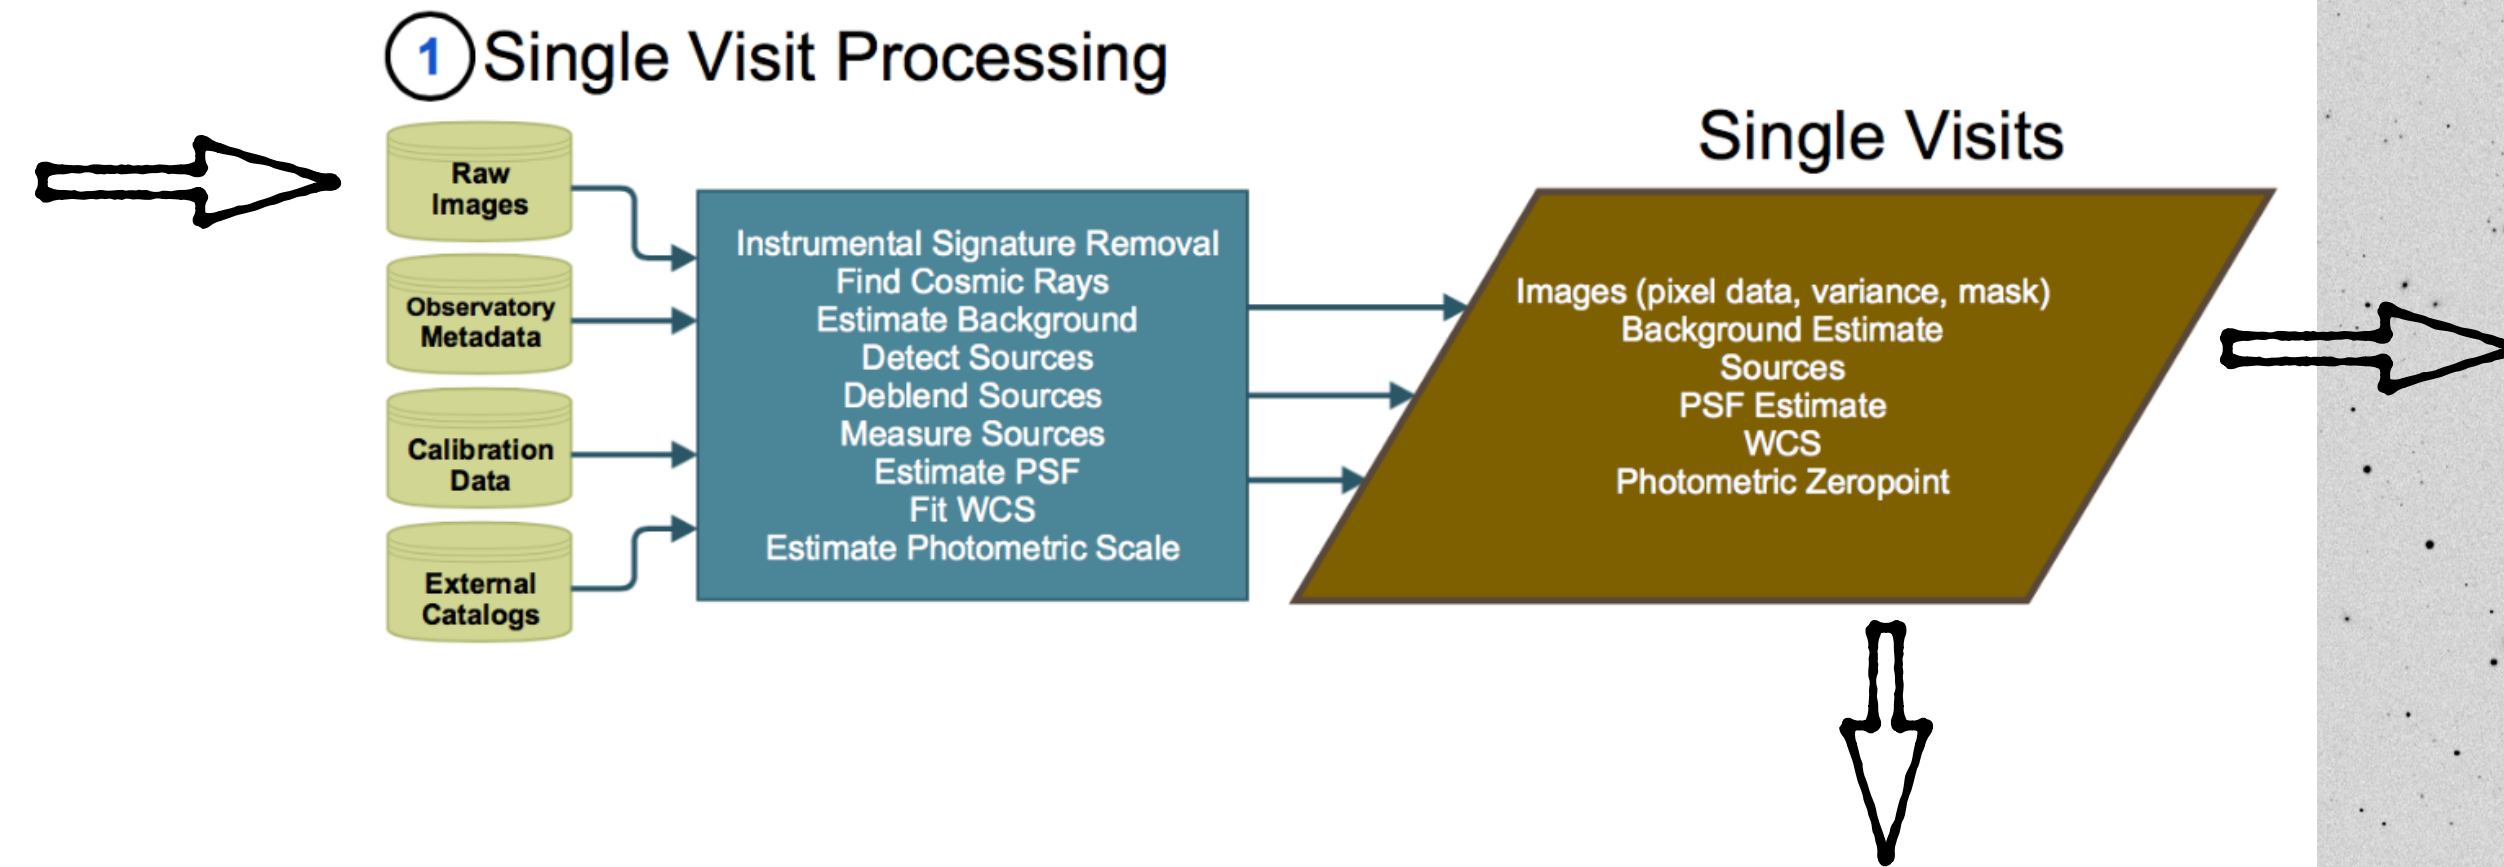 1 Single Visit Processing
Single Visits
Raw
Images
Observatory
Metadata
Calibration
Data
External
Catalogs
Instrumental Signature Removal
Find Cosmic Rays
Estimate Background
Detect Sources
Deblend Sources
Measure Sources
Estimate PSF
Fit WCS
Estimate Photometric Scale
Images (pixel data, variance, mask)
Background Estimate
Sources
PSF Estimate
WCS
Photometric Zeropoint